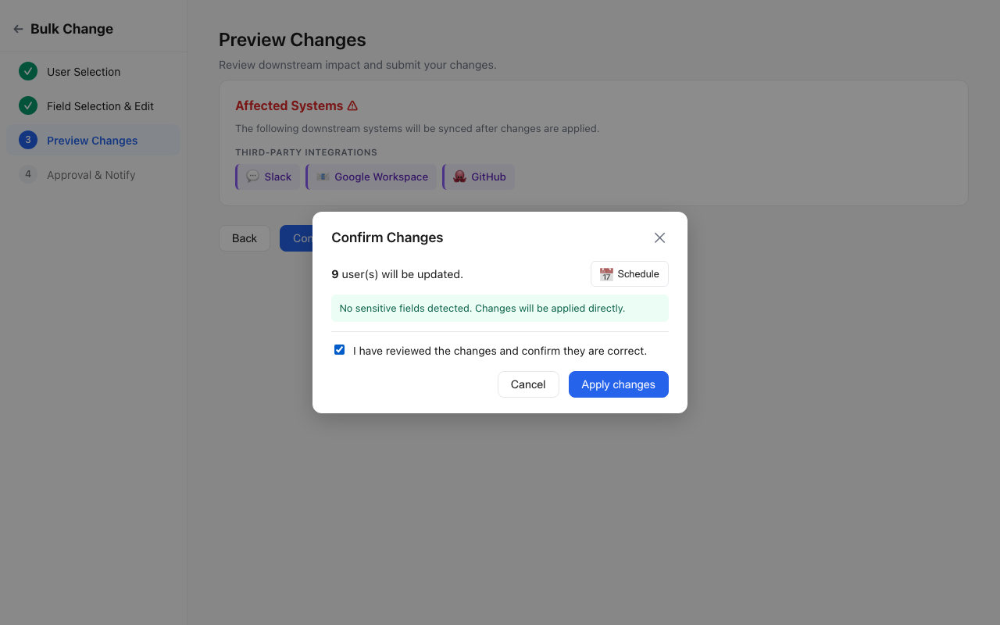 Bulk Change
User Selection
Field Selection & Edit
3 Preview Changes
4 Approval & Notify
Preview Changes
Review downstream impact and submit your changes.
Affected Systems
The following downstream systems will be synced after changes are applied.
THIRD-PARTY INTEGRATIONS
Slack Google Workspace GitHub
Back
Confirm Changes
9 user(s) will be updated.
17 Schedule
No sensitive fields detected. Changes will be applied directly.
I have reviewed the changes and confirm they are correct.
Cancel Apply changes